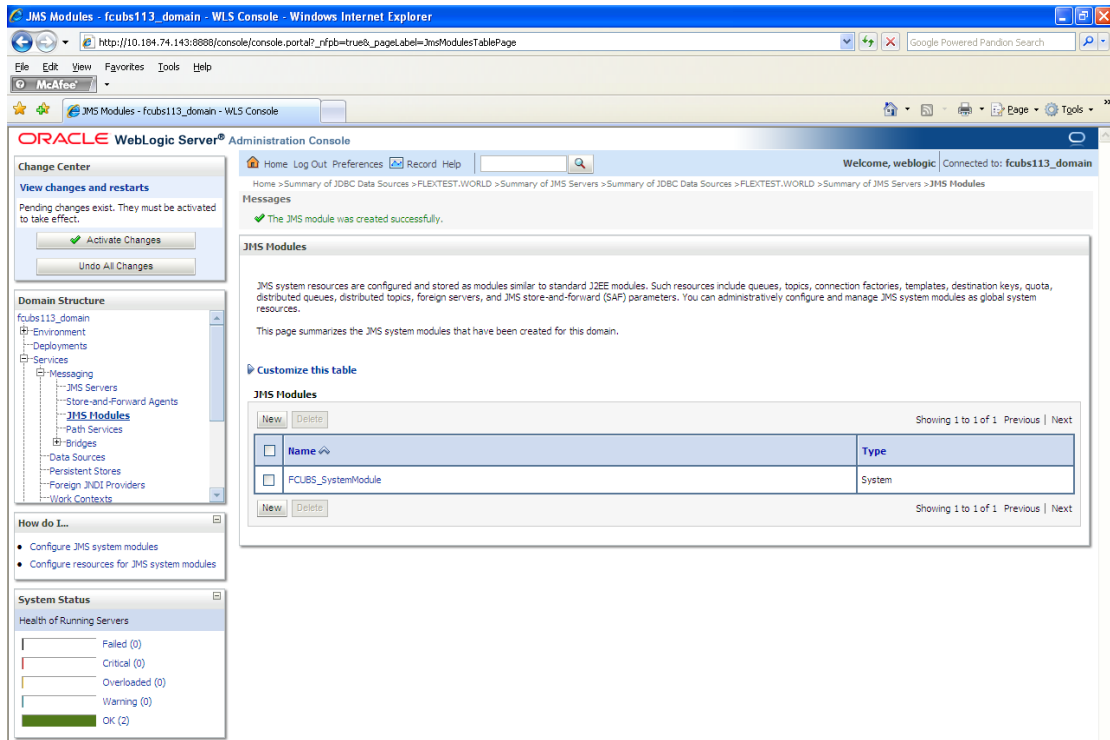 JMS Modules - fcubs113_domain - WLS Console - Windows Internet Explorer
http://10.184.74.143:8888/console/console.portal?_nfpb=true&_pageLabel=JmsModulesTablePage
Google Powered Pandion Search
File Edit View Favorites Tools Help
McAfee
JMS Modules - fcubs113_domain - WLS Console
Page Tools
ORACLE WebLogic Server® Administration Console
Change Center
View changes and restarts
Pending changes exist. They must be activated
to take effect.
Activate Changes
Undo All Changes
Domain Structure
fcubs113_domain
Environment
Deployments
Services
Messaging
JMS Servers
Store-and-Forward Agents
JMS Modules
Path Services
Bridges
Data Sources
Persistent Stores
Foreign JNDI Providers
Work Contexts
How do I...
Configure JMS system modules
Configure resources for JMS system modules
System Status
Health of Running Servers
Failed (0)
Critical (0)
Overloaded (0)
Warning (0)
OK (2)
Home Log Out Preferences Record Help
Welcome, weblogic Connected to: fcubs113_domain
Home >Summary of JDBC Data Sources >FLEXTEST.WORLD >Summary of JMS Servers >Summary of JDBC Data Sources >FLEXTEST.WORLD >Summary of JMS Servers >JMS Modules
Messages
The JMS module was created successfully.
JMS Modules
JMS system resources are configured and stored as modules similar to standard J2EE modules. Such resources include queues, topics, connection factories, templates, destination keys, quota,
distributed queues, distributed topics, foreign servers, and JMS store-and-forward (SAF) parameters. You can administratively configure and manage JMS system modules as global system
resources.
This page summarizes the JMS system modules that have been created for this domain.
Customize this table
JMS Modules
New Delete Showing 1 to 1 of 1 Previous | Next
Name Type
FCUBS_SystemModule System
New Delete Showing 1 to 1 of 1 Previous | Next